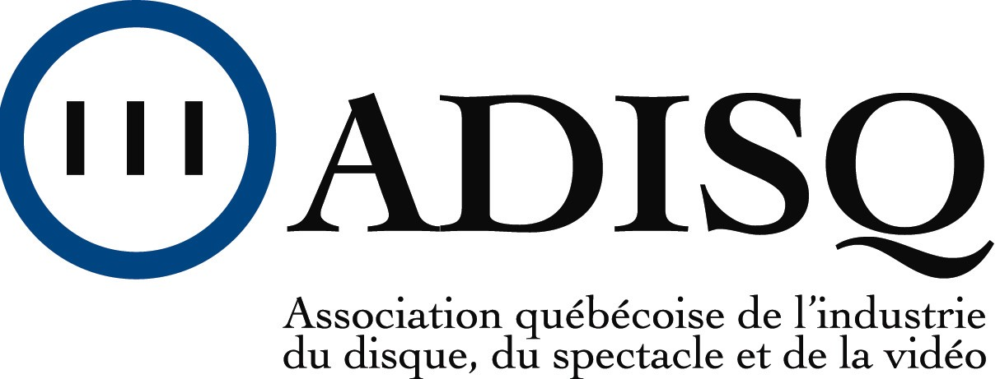 ADISQ
Association québécoise de l’industrie
du disque, du spectacle et de la vidéo